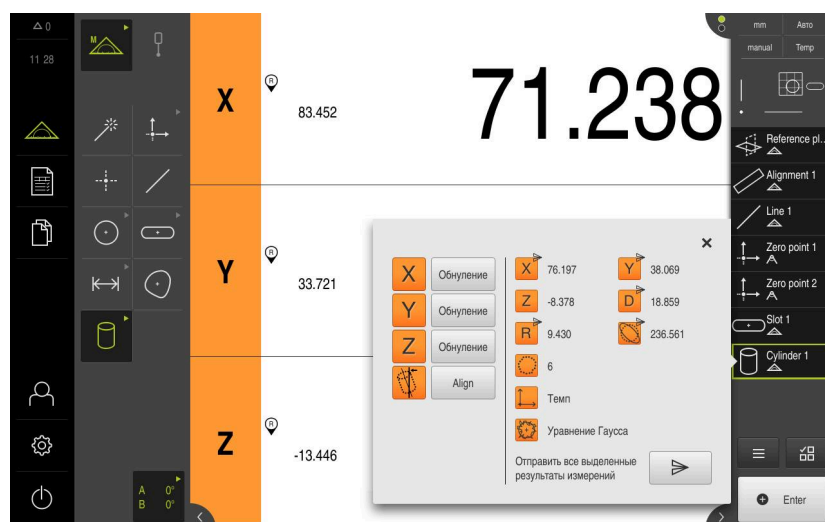 0
11 28
M
A 0°
B 0°
X
R
83.452
71.238
Y
R
33.721
Z
R
-13.446
X Обнуление
Y Обнуление
Z Обнуление
Align
X 76.197
Y 38.069
Z -8.378
D 18.859
R 9.430
236.561
6
Темп
Уравнение Гаусса
Отправить все выделенные
результаты измерений
mm Авто
manual Temp
Reference pl...
Alignment 1
Line 1
Zero point 1
Zero point 2
Slot 1
Cylinder 1
Enter